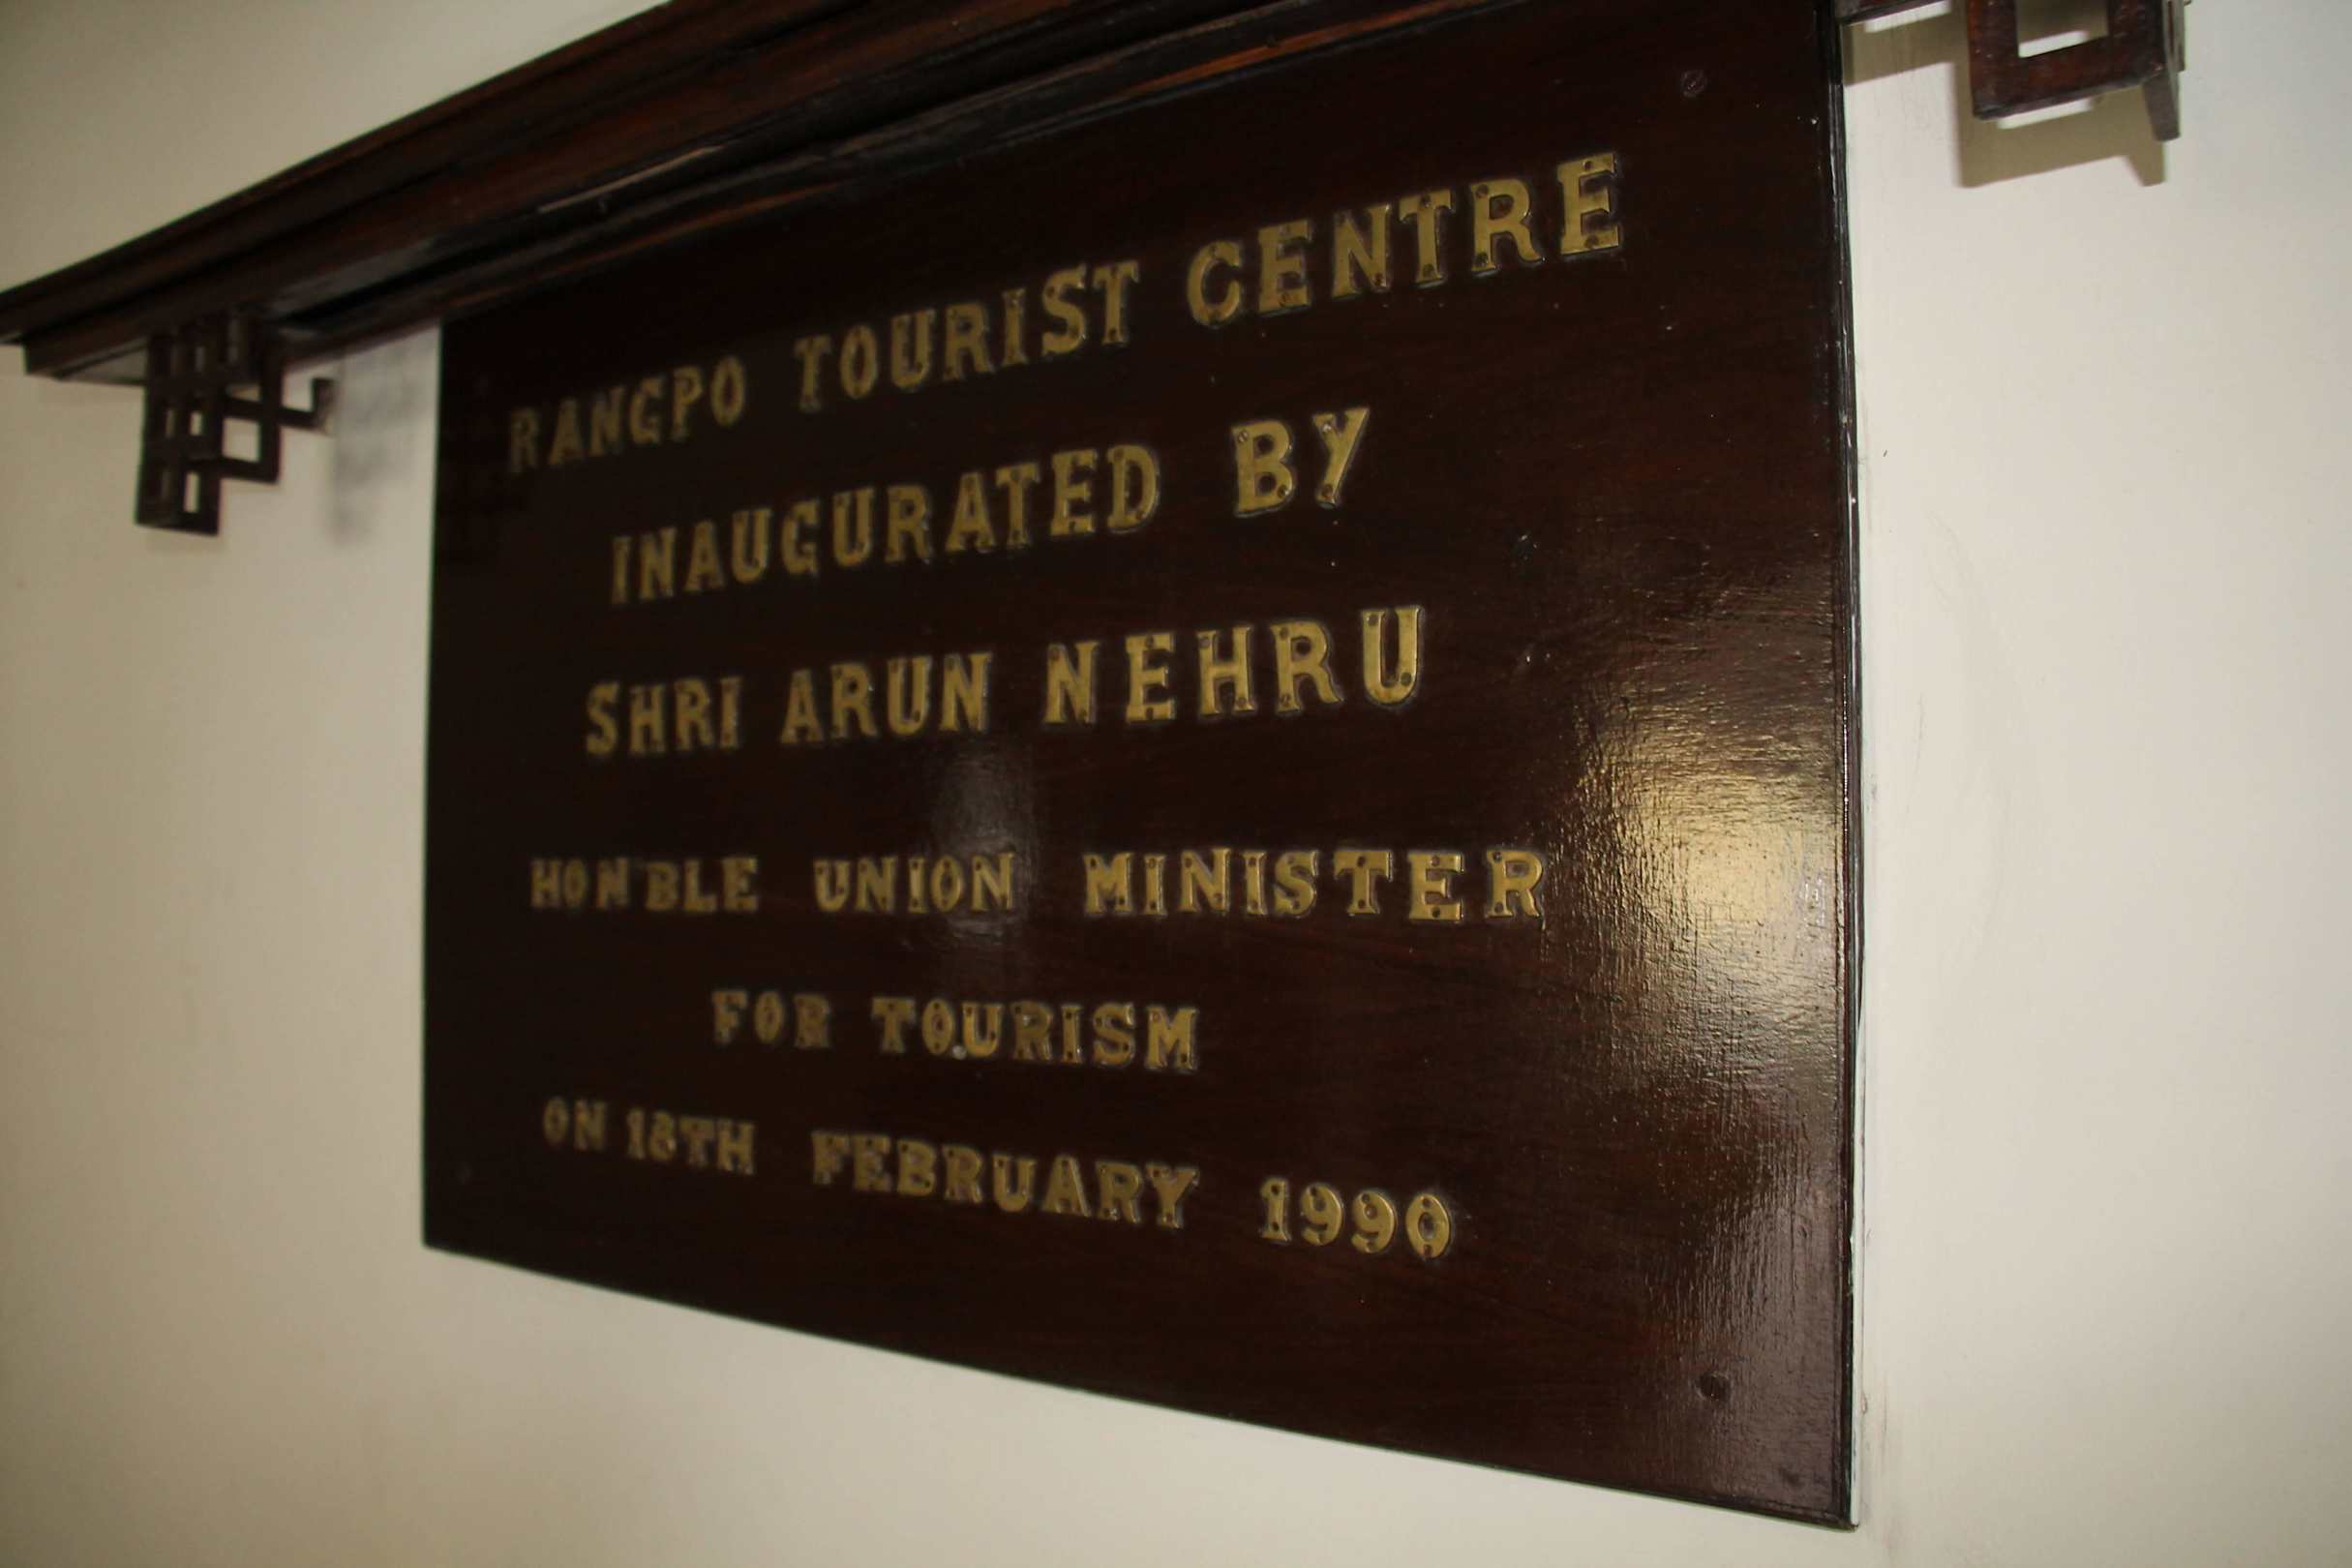 RANGPO TOURIST CENTRE
INAUGURATED BY
SHRI ARUN NEHRU
HON'BLE UNION MINISTER
FOR TOURISM
ON 18TH FEBRUARY 1990